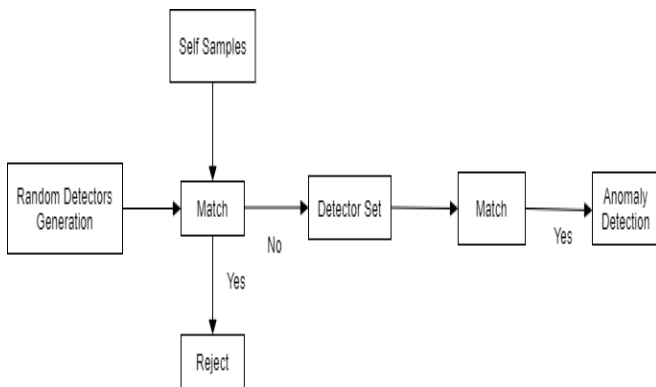 Self Samples
Random Detectors
Generation
Match
No
Detector Set
Match
Yes
Anomaly
Detection
Yes
Reject